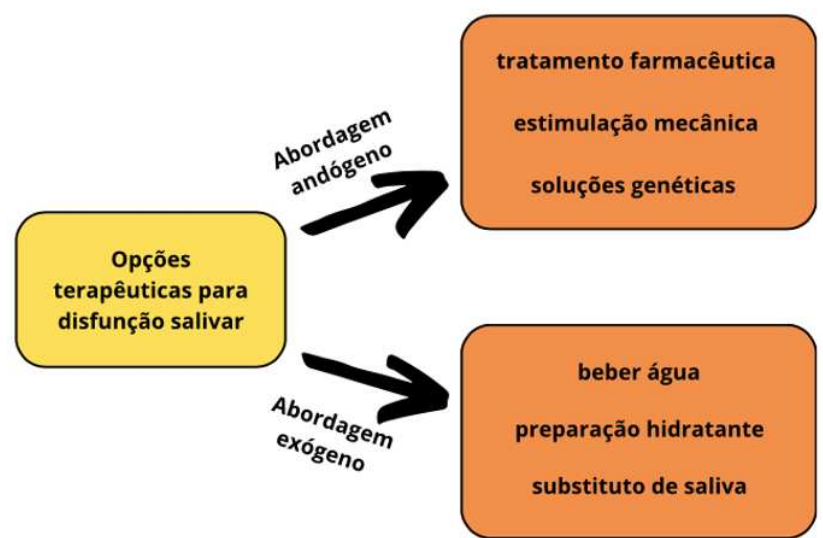 Opções
terapêuticas para
disfunção salivar
Abordagem
andógeno
tratamento farmacêutica
estimulação mecânica
soluções genéticas
Abordagem
exógeno
beber água
preparação hidratante
substituto de saliva